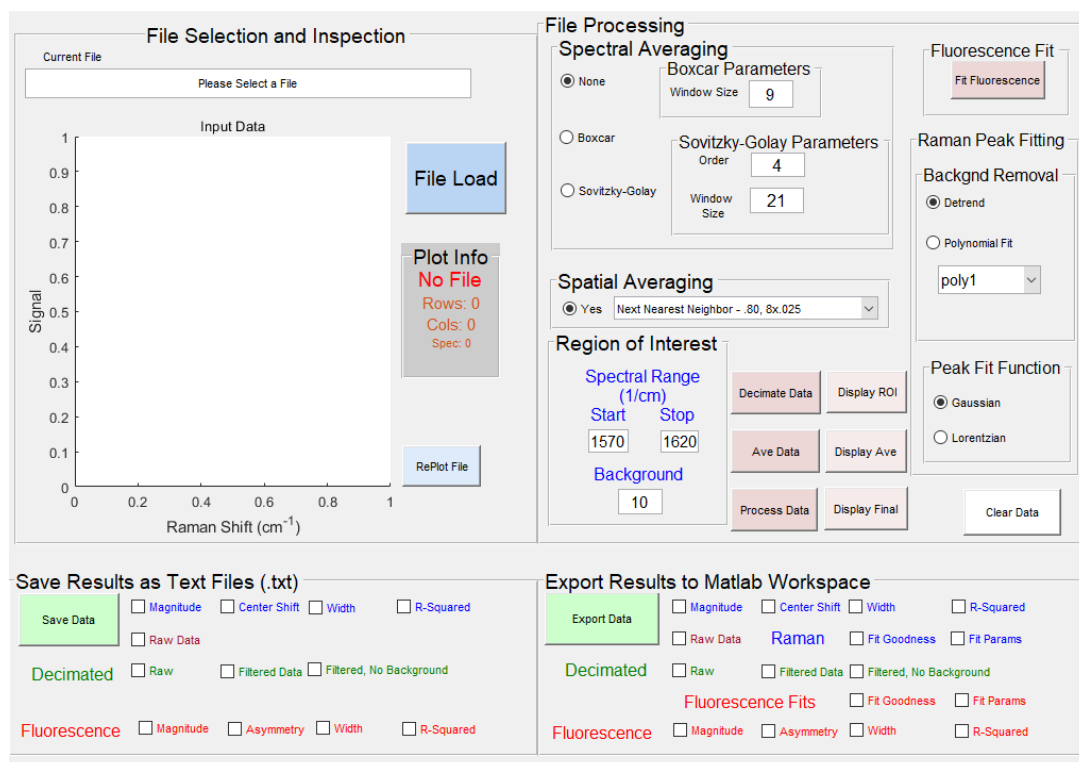 File Selection and Inspection
Current File
Please Select a File
Input Data
1
0.9
0.8
0.7
0.6
0.5
0.4
0.3
0.2
0.1
0
Signal
0 0.2 0.4 0.6 0.8 1
Raman Shift (cm-1)
File Load
Plot Info
No File
Rows: 0
Cols: 0
Spec: 0
RePlot File
File Processing
Spectral Averaging
None
Boxcar
Sovitzky-Golay
Boxcar Parameters
Window Size 9
Sovitzky-Golay Parameters
Order 4
Window
Size
21
Spatial Averaging
Yes Next Nearest Neighbor - .80, 8x.025
Region of Interest
Spectral Range
(1/cm)
Start Stop
1570 1620
Background
10
Decimate Data Display ROI
Ave Data Display Ave
Process Data Display Final
Fluorescence Fit
Fit Fluorescence
Raman Peak Fitting
Backgnd Removal
Detrend
Polynomial Fit
poly1
Peak Fit Function
Gaussian
Lorentzian
Clear Data
Save Results as Text Files (.txt)
Save Data Magnitude Center Shift Width R-Squared
Raw Data
Decimated Raw Filtered Data Filtered, No Background
Fluorescence Magnitude Asymmetry Width R-Squared
Export Results to Matlab Workspace
Export Data Magnitude Center Shift Width R-Squared
Raw Data Raman Fit Goodness Fit Params
Decimated Raw Filtered Data Filtered, No Background
Fluorescence Fits Fit Goodness Fit Params
Fluorescence Magnitude Asymmetry Width R-Squared